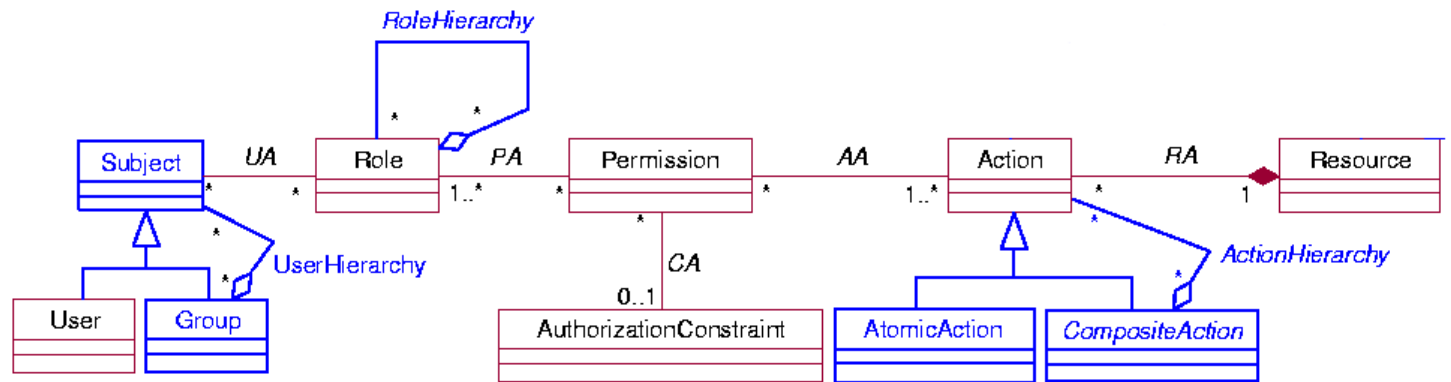 RoleHierarchy
* *
Subject UA Role PA Permission AA Action RA Resource
* * 1..* * * 1..* * 1
* * *
UserHierarchy CA ActionHierarchy
* 0..1 *
User Group AuthorizationConstraint AtomicAction CompositeAction